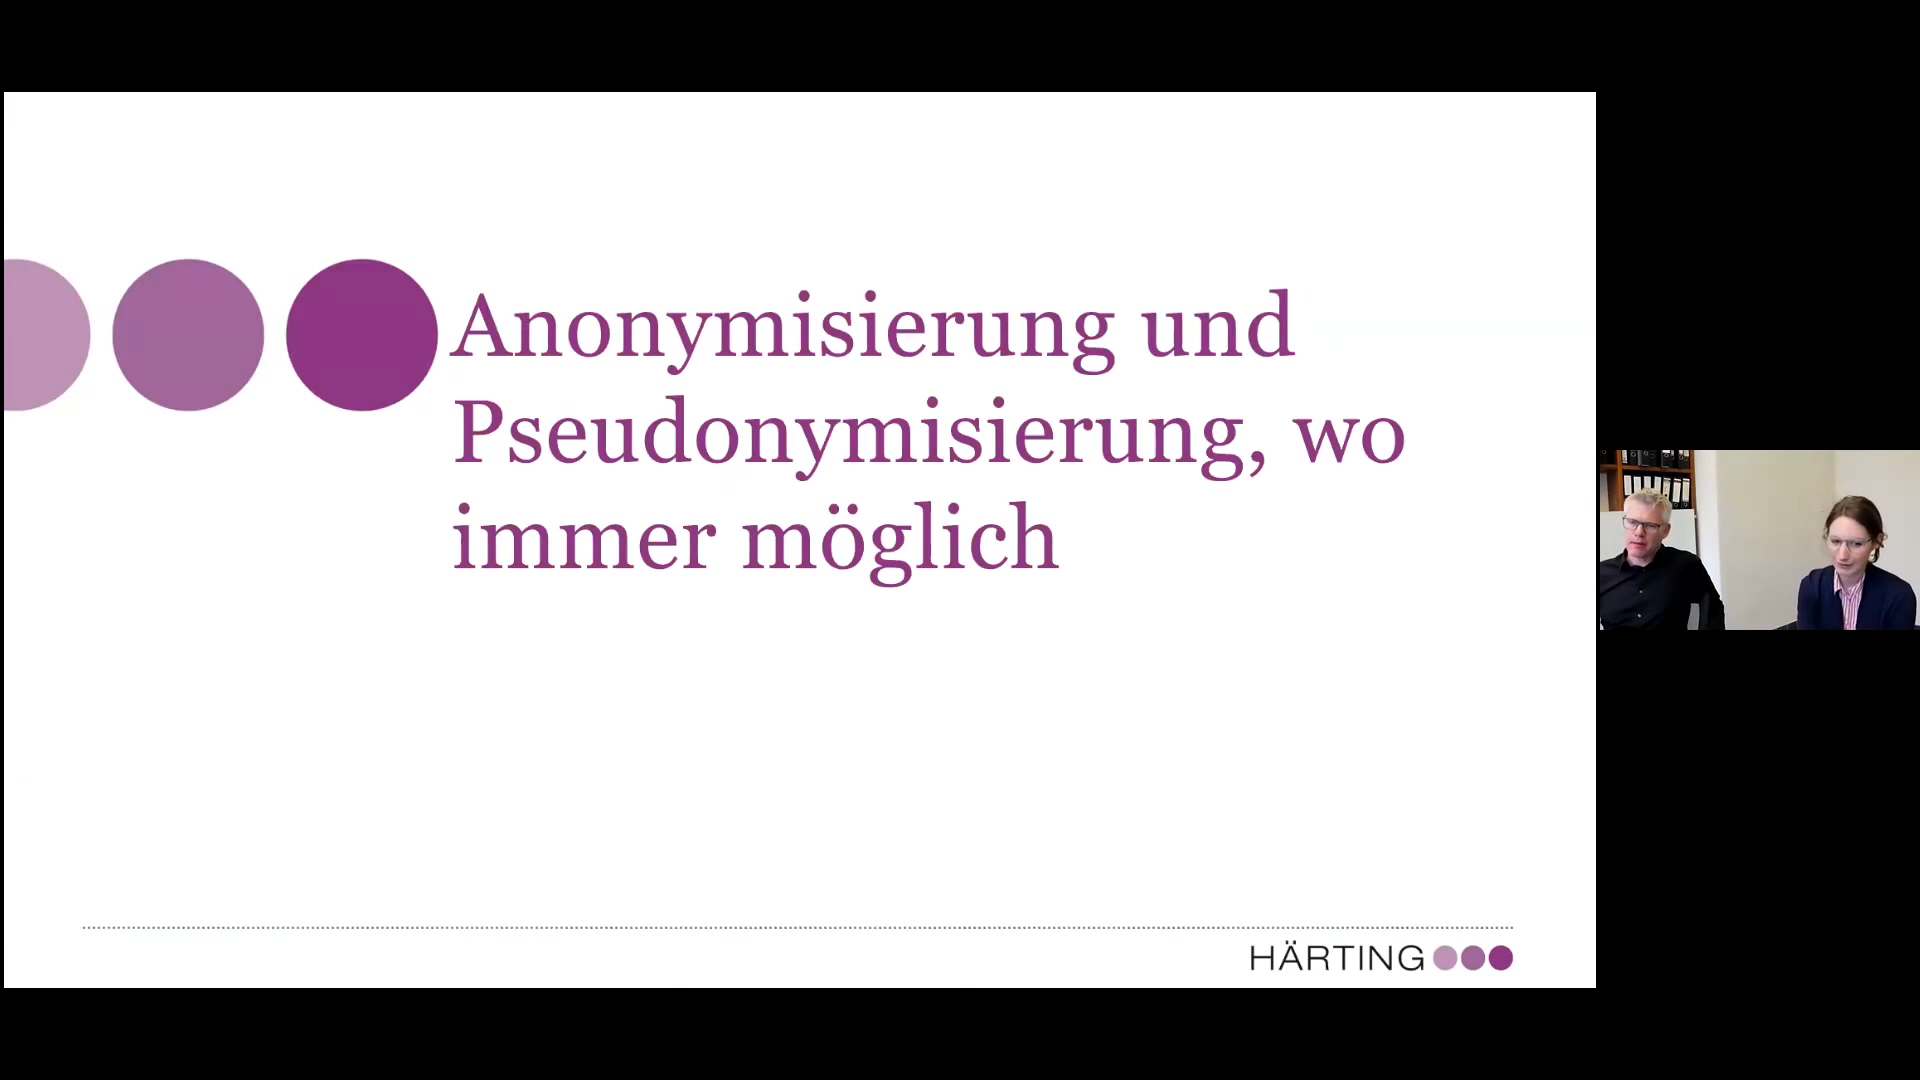 Anonymisierung und
Pseudonymisierung, wo
immer möglich
HÄRTING